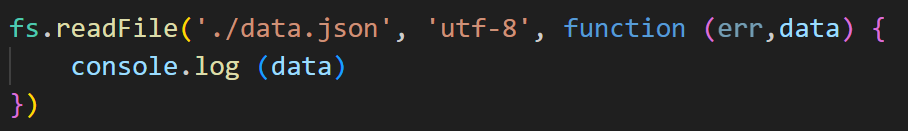 fs.readFile('./data.json', 'utf-8', function (err,data) {
    console.log (data)
})